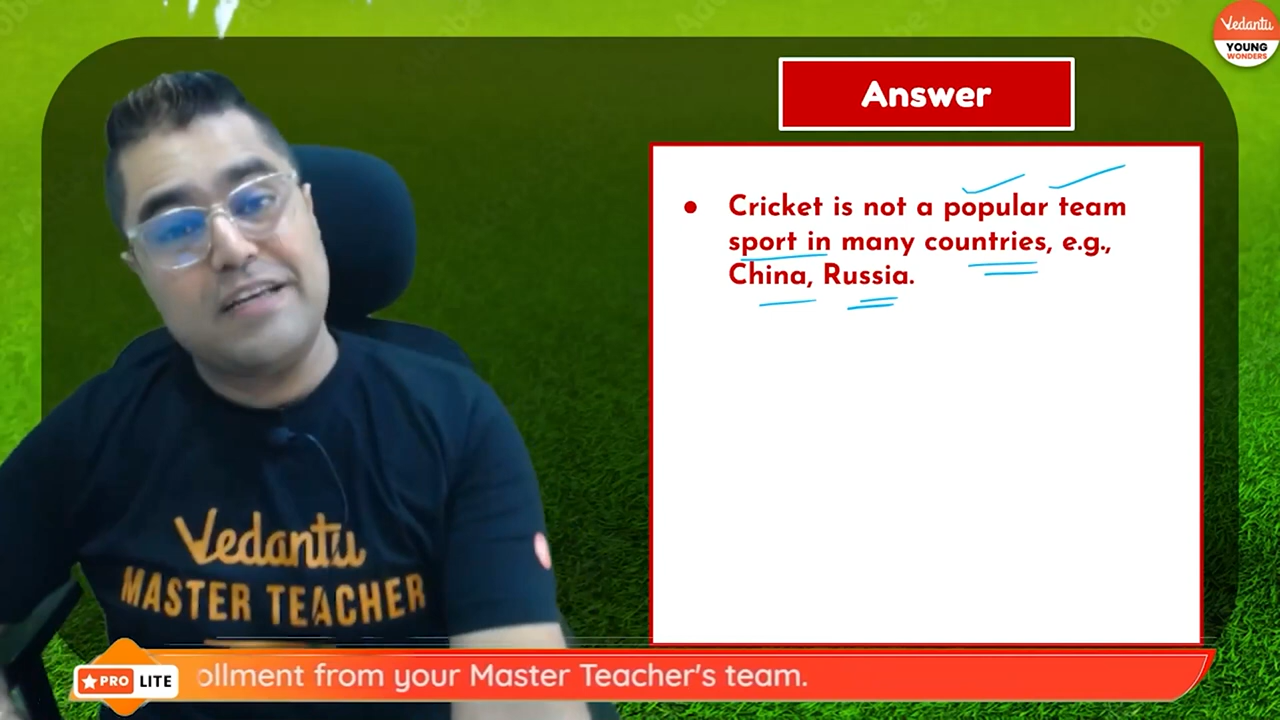 Vedantu
YOUNG
WONDERS
Answer
• Cricket is not a popular team
sport in many countries, e.g.,
China, Russia.
Vedantu
MASTER TEACHER
PRO LITE
ollment from your Master Teacher's team.